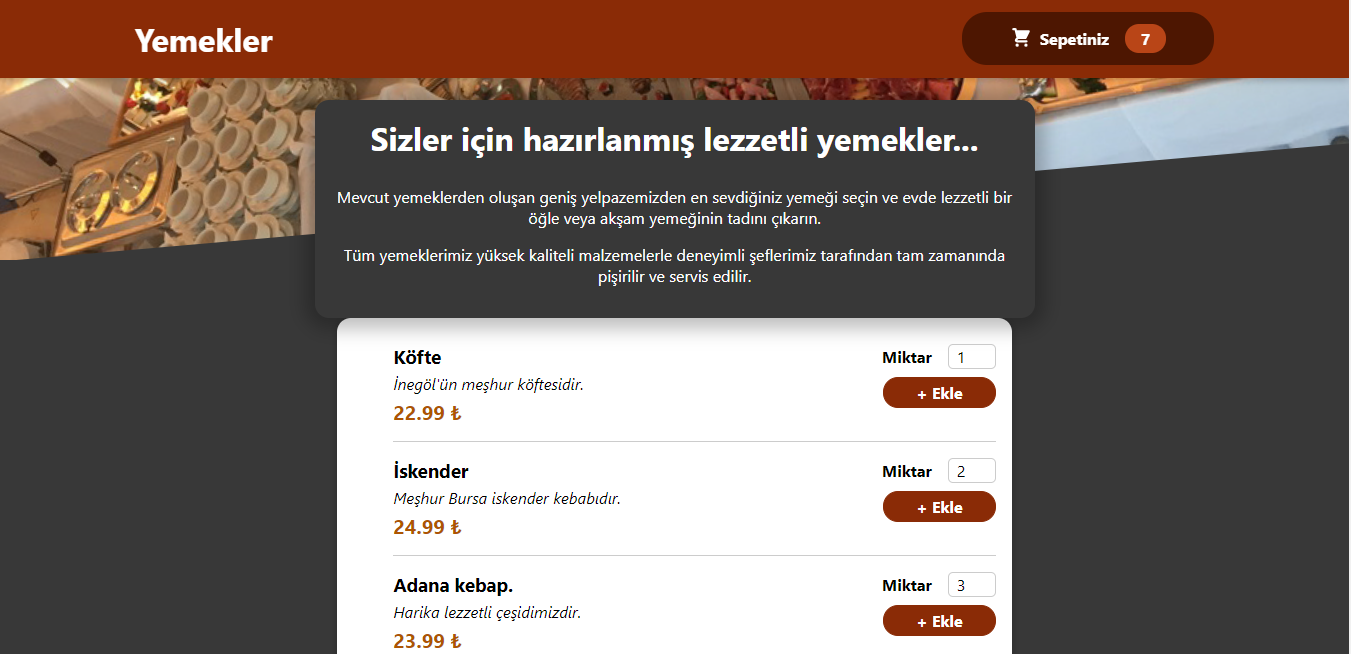 Yemekler
Sepetiniz 7
Sizler için hazırlanmış lezzetli yemekler...
Mevcut yemeklerden oluşan geniş yelpazemizden en sevdiğiniz yemeği seçin ve evde lezzetli bir
öğle veya akşam yemeğinin tadını çıkarın.
Tüm yemeklerimiz yüksek kaliteli malzemelerle deneyimli şeflerimiz tarafından tam zamanında
pişirilir ve servis edilir.
Köfte
Miktar 1
İnegöl'ün meşhur köftesidir.
+ Ekle
22.99 ₺
İskender
Miktar 2
Meşhur Bursa iskender kebabıdır.
+ Ekle
24.99 ₺
Adana kebap.
Miktar 3
Harika lezzetli çeşidimizdir.
+ Ekle
23.99 ₺